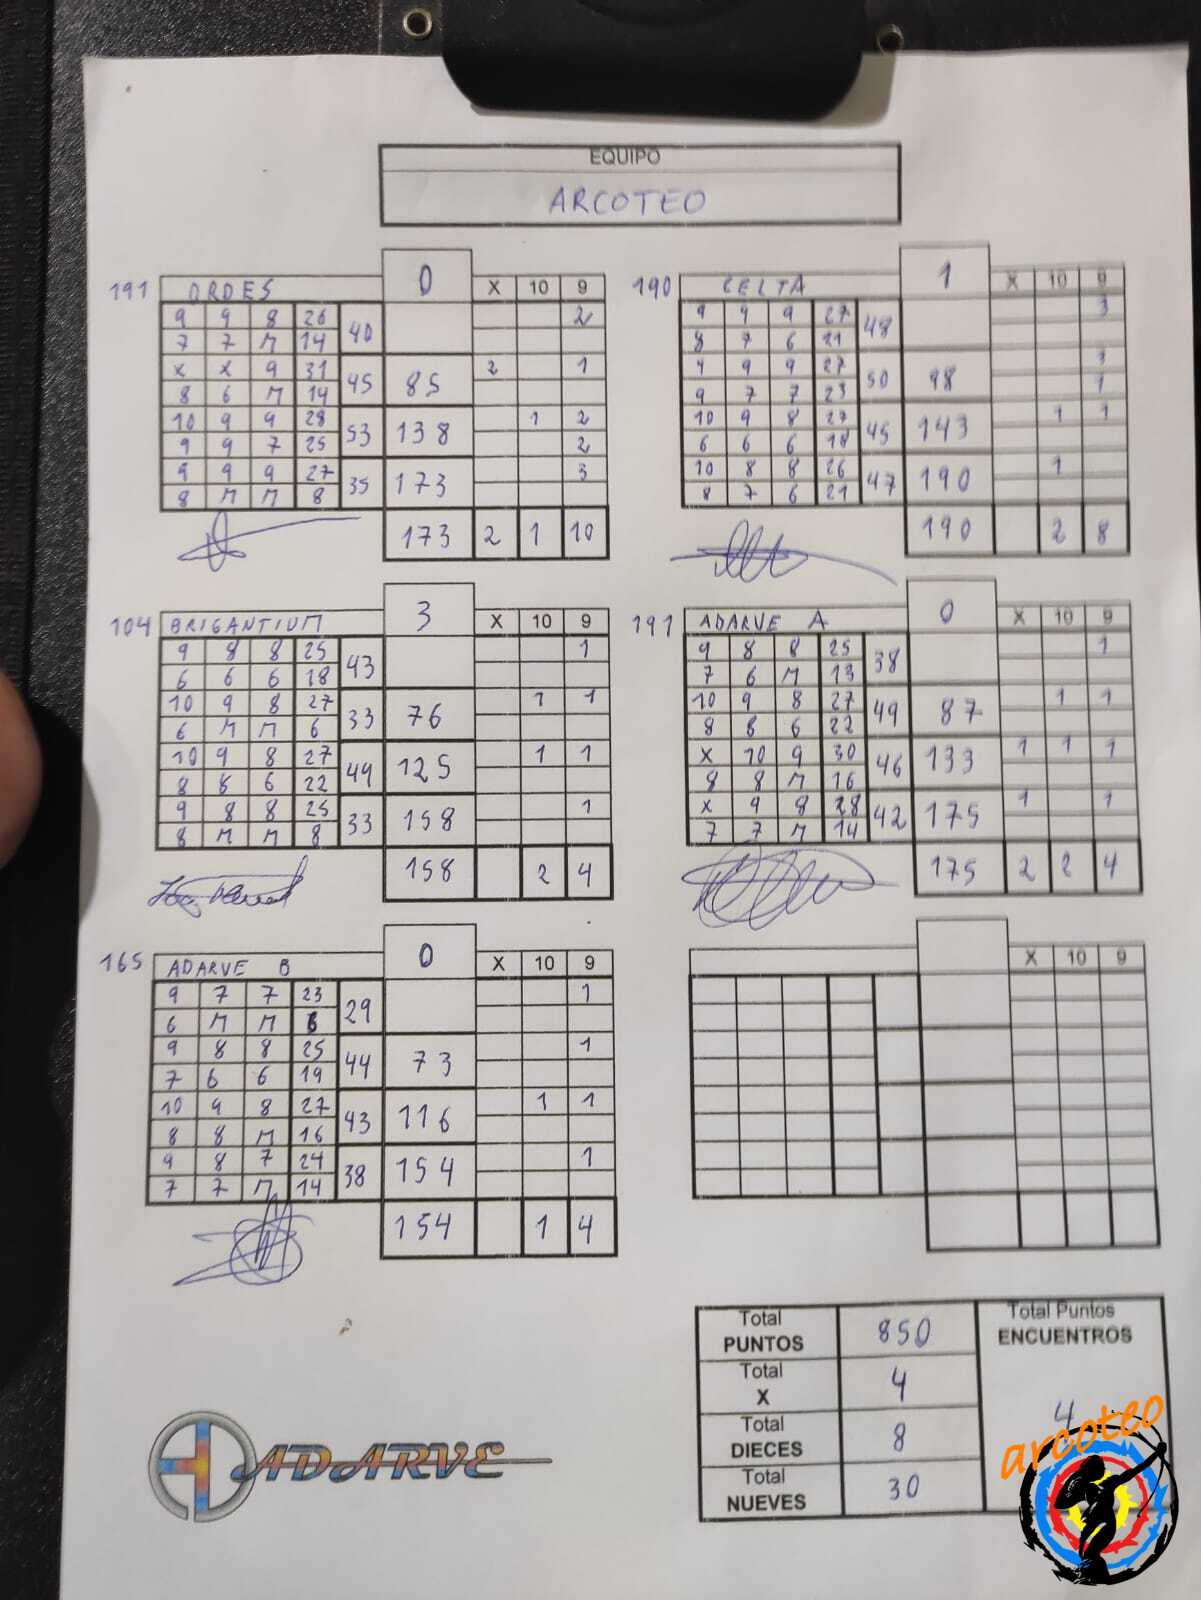 EQUIPO
ARCOTEO
191 ORDES 0 X 10 9
9 9 8 26 40 2
7 7 M 14
X X 9 31 45 85 2 1
8 6 M 14
10 9 9 28 53 138 1 2
9 9 7 25 2
9 9 9 27 35 173 3
8 M M 8
173 2 1 10
190 CELTA 1 X 10 9
9 9 9 27 48 3
8 7 6 21
9 9 9 27 50 98 3
9 7 7 23 1
10 9 8 27 45 143 1 1
6 6 6 18
10 8 8 26 47 190 1
8 7 6 21
190 2 8
104 BRIGANTIUM 3 X 10 9
9 8 8 25 43 1
6 6 6 18
10 9 8 27 33 76 1 1
6 M M 6
10 9 8 27 49 125 1 1
8 8 6 22
9 8 8 25 33 158 1
8 M M 8
158 2 4
191 ADARVE A 0 X 10 9
9 8 8 25 38 1
7 6 M 13
10 9 8 27 49 87 1 1
8 8 6 22
X 10 9 30 46 133 1 1 1
8 8 M 16
X 9 8 28 42 175 1 1
7 7 M 14
175 2 2 4
165 ADARVE B 0 X 10 9
9 7 7 23 29 1
6 M M 6
9 8 8 25 44 73 1
7 6 6 19
10 9 8 27 43 116 1 1
8 8 M 16
9 8 7 24 38 154 1
7 7 M 14
154 1 4
X 10 9
Total PUNTOS 850
Total X 4
Total DIECES 8
Total NUEVES 30
Total Puntos
ENCUENTROS
4
ADARVE
arcoteo